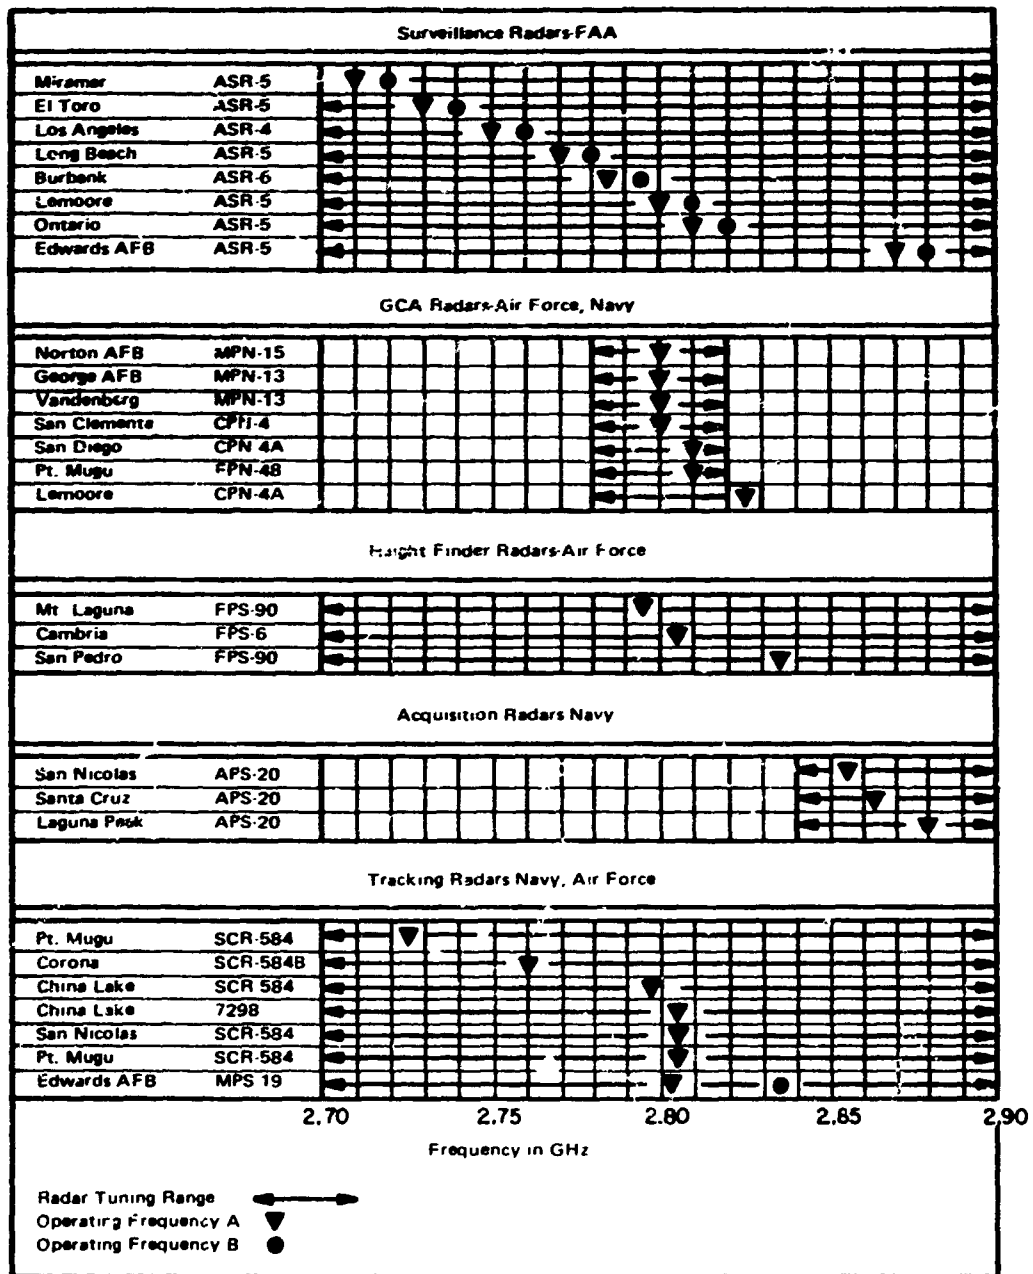 Surveillance Radars-FAA
Miramar ASR-5
El Toro ASR-5
Los Angeles ASR-4
Long Beach ASR-5
Burbank ASR-6
Lemoore ASR-5
Ontario ASR-5
Edwards AFB ASR-5
GCA Radars-Air Force, Navy
Norton AFB MPN-15
George AFB MPN-13
Vandenberg MPN-13
San Clemente CPN-4
San Diego CPN 4A
Pt. Mugu FPN-48
Lemoore CPN-4A
Height Finder Radars-Air Force
Mt Laguna FPS-90
Cambria FPS-6
San Pedro FPS-90
Acquisition Radars Navy
San Nicolas APS-20
Santa Cruz APS-20
Laguna Peak APS-20
Tracking Radars Navy, Air Force
Pt. Mugu SCR-584
Corona SCR-584B
China Lake SCR 584
China Lake 7298
San Nicolas SCR-584
Pt. Mugu SCR-584
Edwards AFB MPS 19
2.70 2.75 2.80 2.85 2.90
Frequency in GHz
Radar Tuning Range
Operating Frequency A
Operating Frequency B